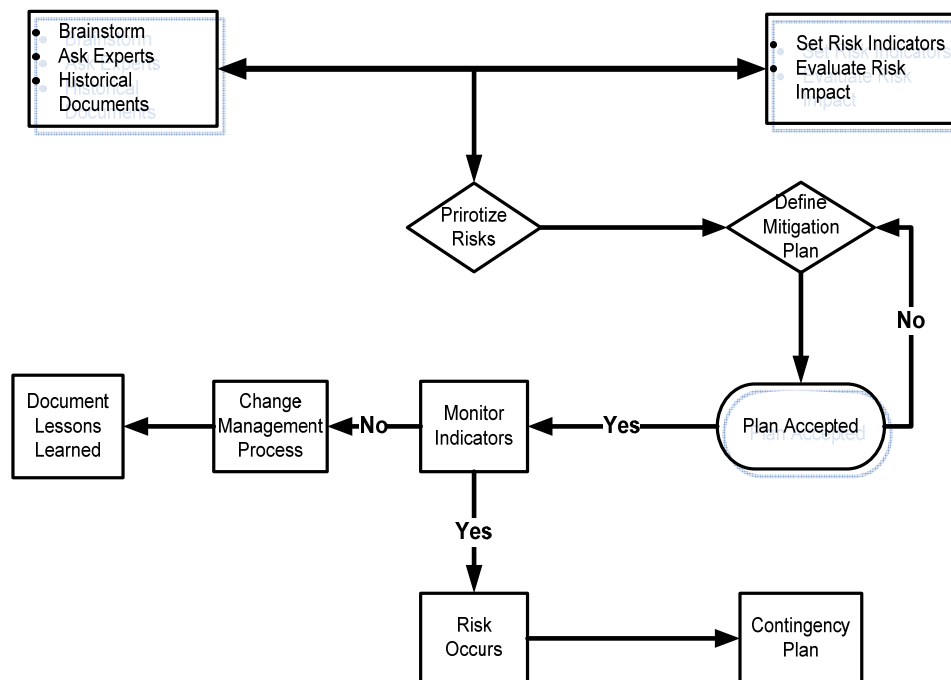 Brainstorm
Ask Experts
Historical
Documents
Set Risk Indicators
Evaluate Risk
Impact
Prirotize
Risks
Define
Mitigation
Plan
No
Document
Lessons
Learned
Change
Management
Process
No
Monitor
Indicators
Yes
Plan Accepted
Yes
Risk
Occurs
Contingency
Plan